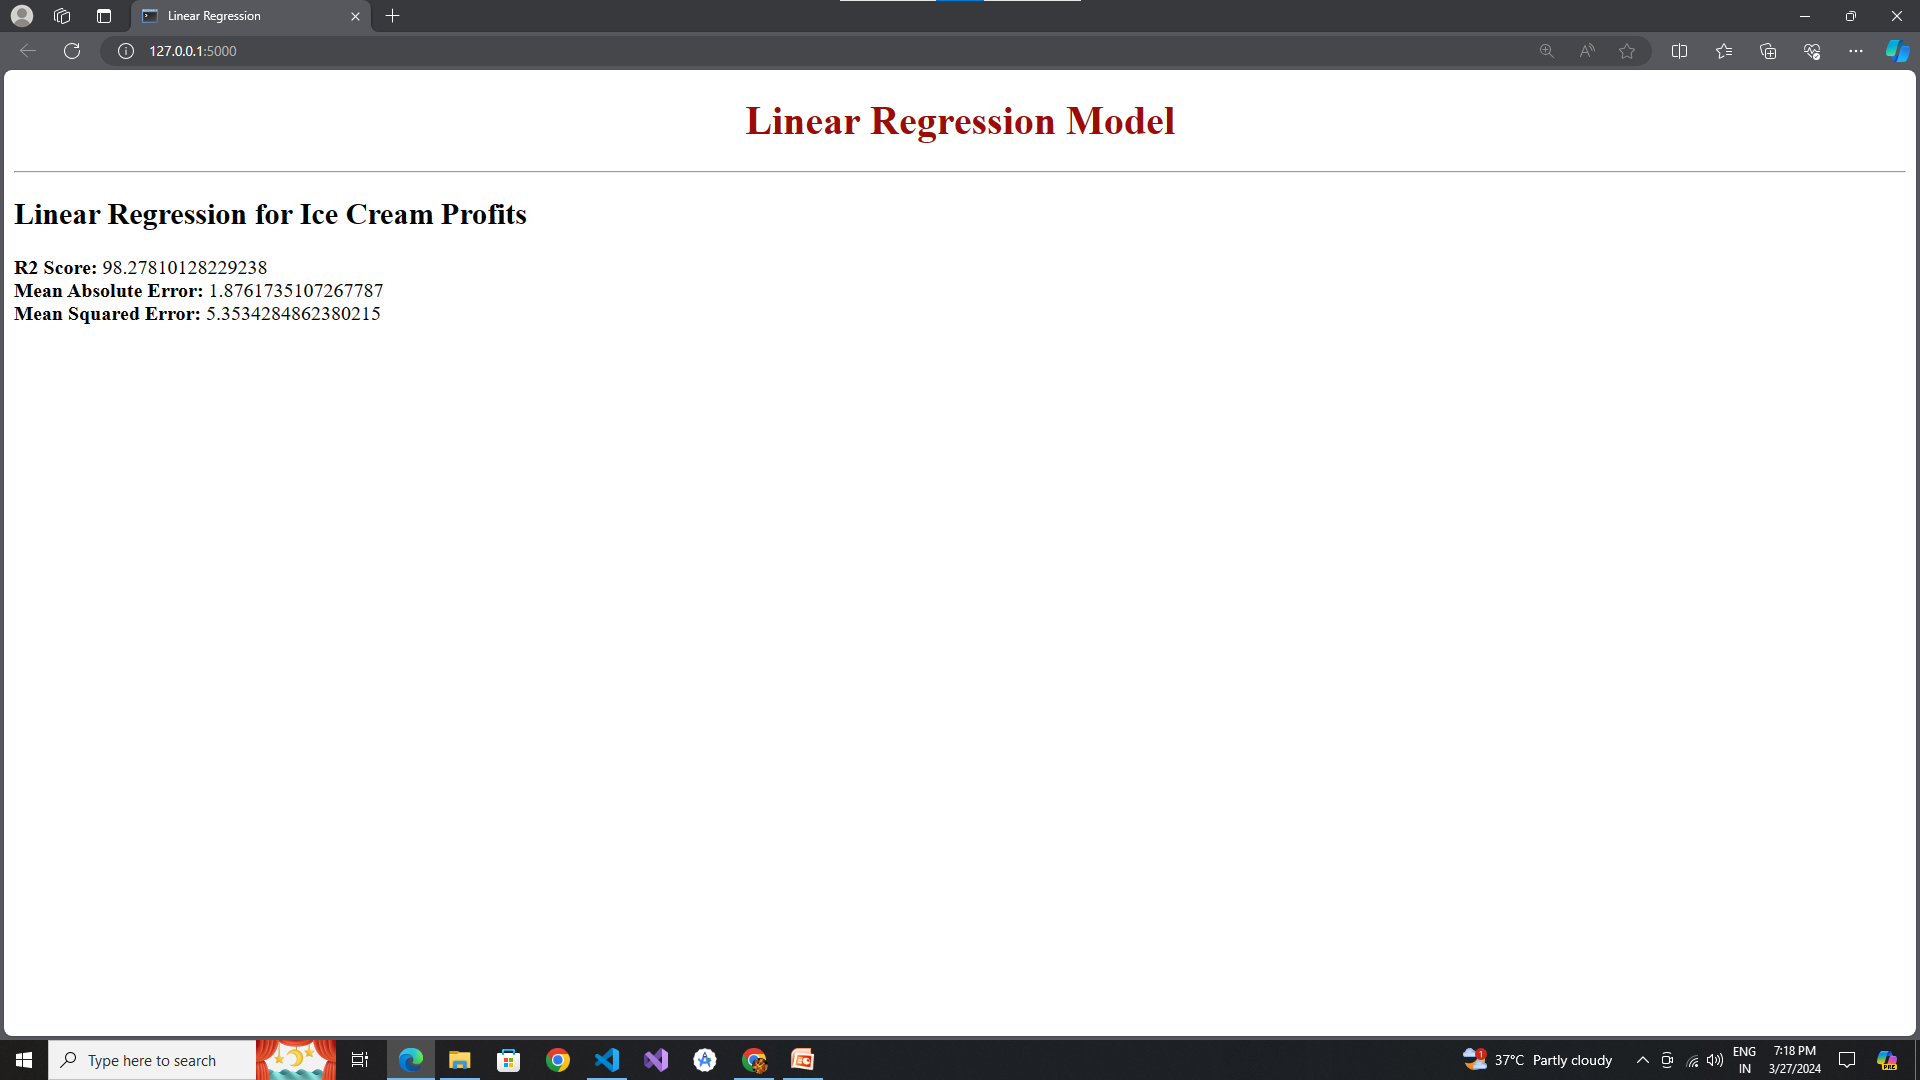 Linear Regression
127.0.0.1:5000
Linear Regression Model
Linear Regression for Ice Cream Profits
R2 Score: 98.27810128229238
Mean Absolute Error: 1.8761735107267787
Mean Squared Error: 5.3534284862380215
Type here to search
1
37°C Partly cloudy
ENG
IN
7:18 PM
3/27/2024
PRE